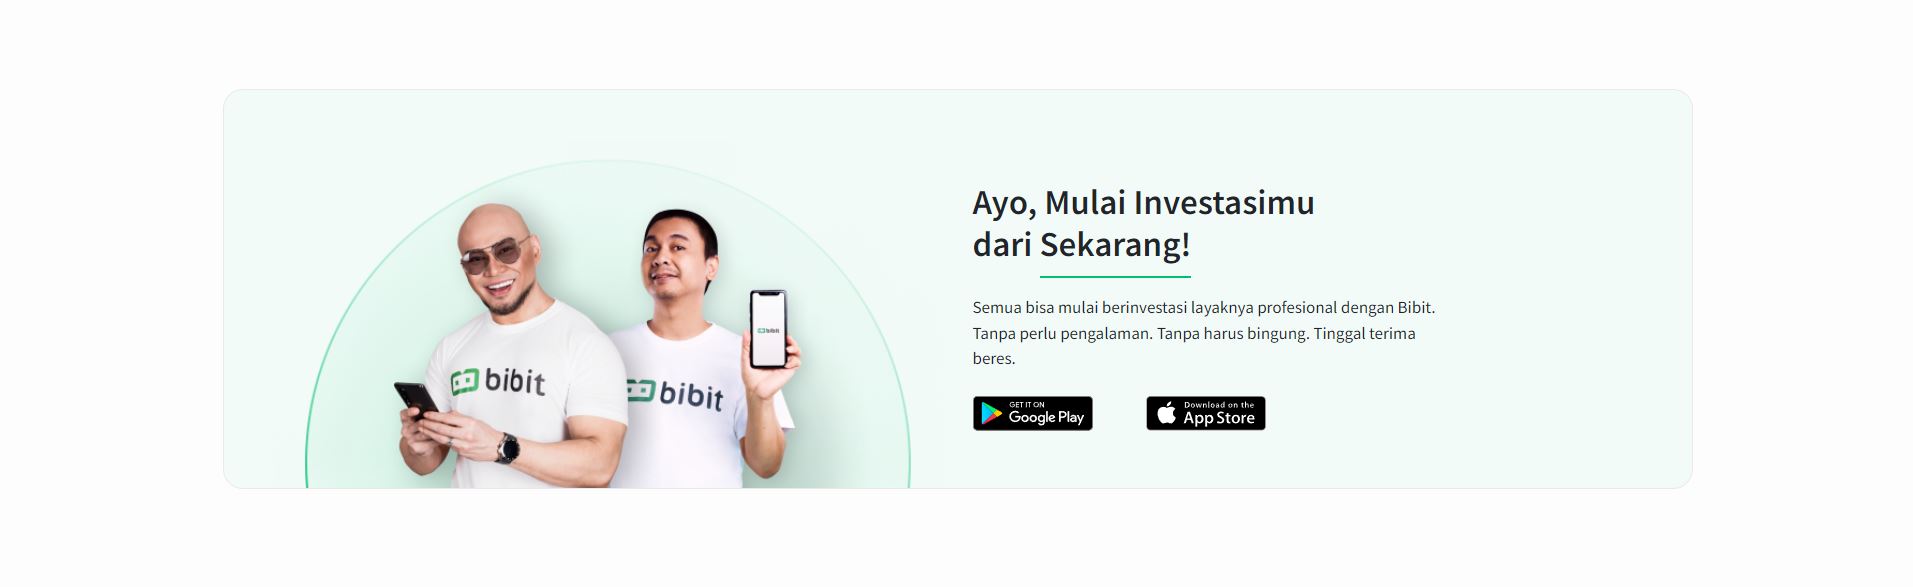 Ayo, Mulai Investasimu
dari Sekarang!
Semua bisa mulai berinvestasi layaknya profesional dengan Bibit.
Tanpa perlu pengalaman. Tanpa harus bingung. Tinggal terima
beres.
GET IT ON
Google Play
Download on the
App Store
bibit
bibit
bibit